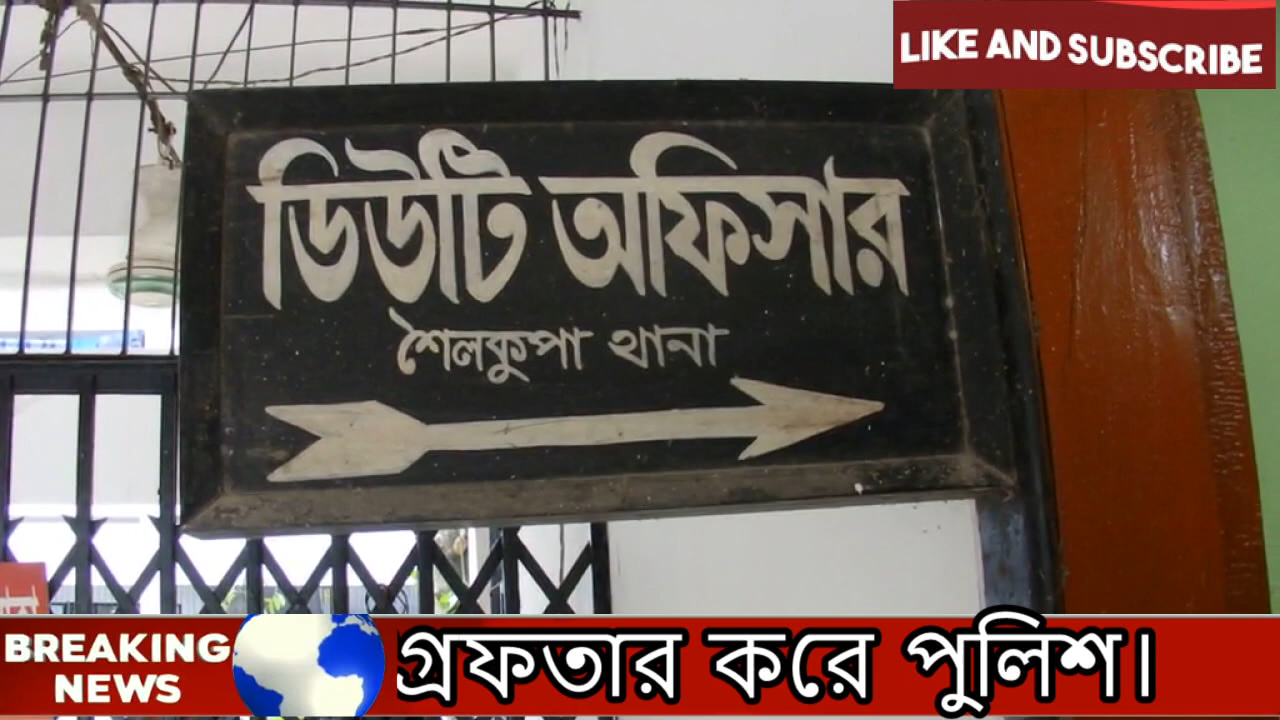 LIKE AND SUBSCRIBE
ডিউটি অফিসার
শৈলকুপা থানা
BREAKING
NEWS
গ্রফতার করে পুলিশ।